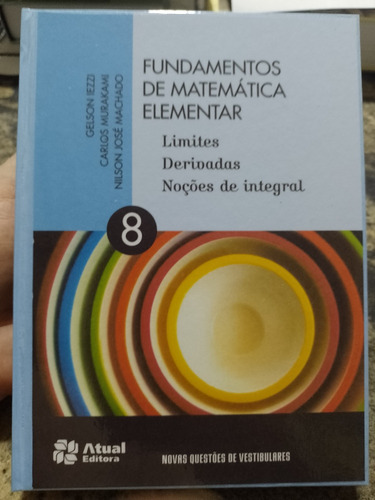 GELSON IEZZI
CARLOS MURAKAMI
NILSON JOSÉ MACHADO
FUNDAMENTOS
DE MATEMÁTICA
ELEMENTAR
Limites
Derivadas
Noções de integral
8
Atual
Editora
NOVAS QUESTÕES DE VESTIBULARES